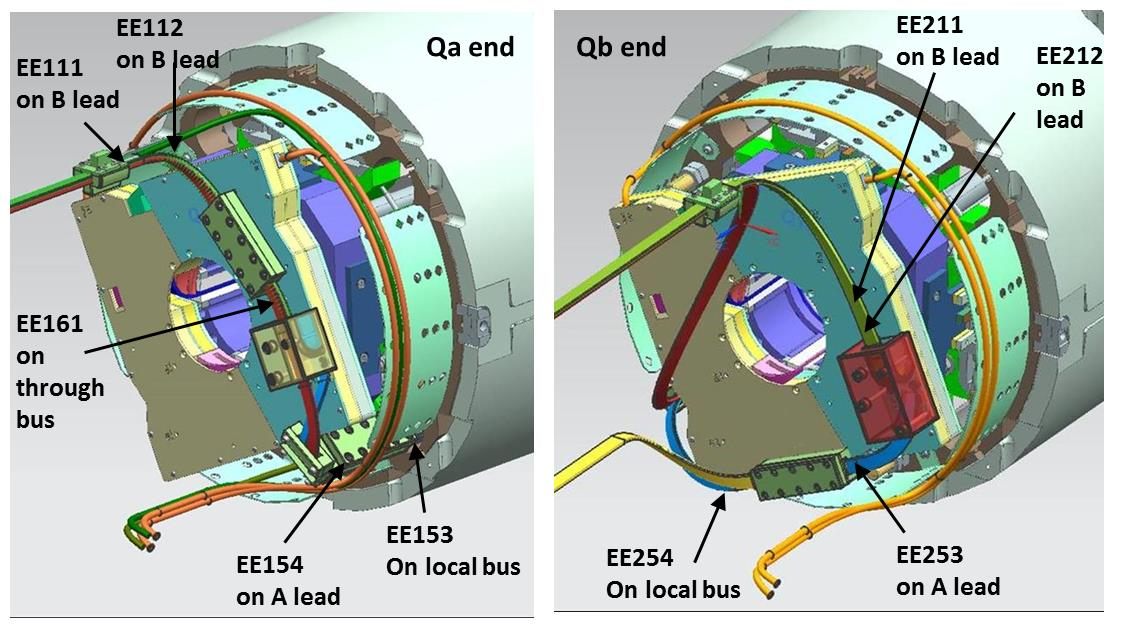 Qa end
EE112
on B lead
EE111
on B lead
EE161
on
through
bus
EE154
on A lead
EE153
On local bus
Qb end
EE211
on B lead
EE212
on B
lead
EE254
On local bus
EE253
on A lead